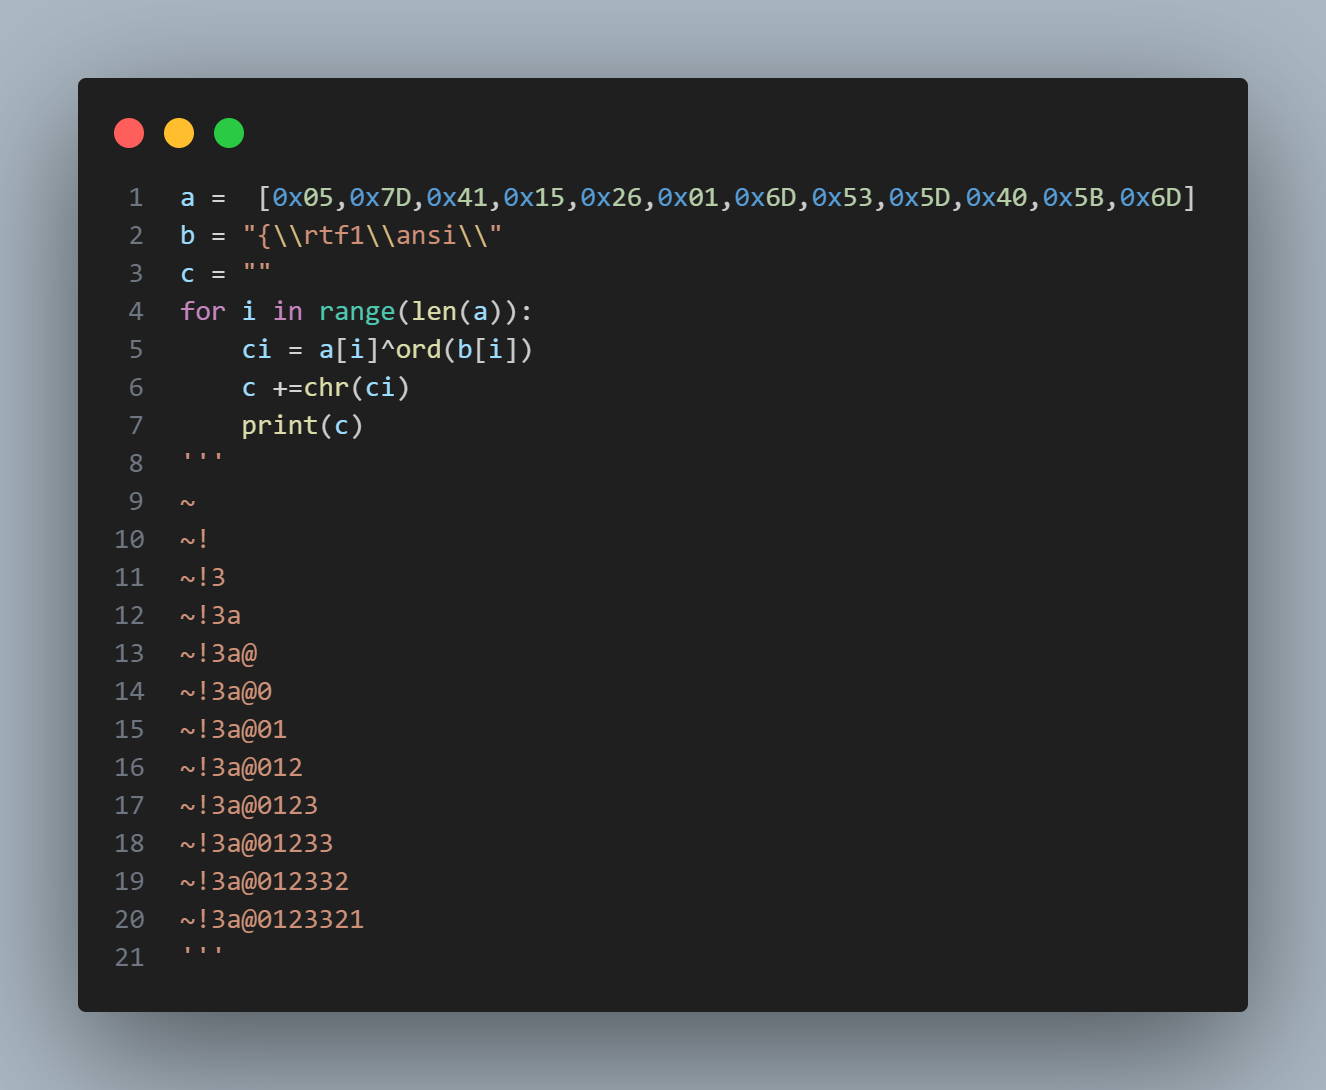 1 a =  [0x05,0x7D,0x41,0x15,0x26,0x01,0x6D,0x53,0x5D,0x40,0x5B,0x6D]
2 b = "{\\rtf1\\ansi\\"
3 c = ""
4 for i in range(len(a)):
5     ci = a[i]^ord(b[i])
6     c +=chr(ci)
7     print(c)
8 '''
9 ~
10 ~!
11 ~!3
12 ~!3a
13 ~!3a@
14 ~!3a@0
15 ~!3a@01
16 ~!3a@012
17 ~!3a@0123
18 ~!3a@01233
19 ~!3a@012332
20 ~!3a@0123321
21 '''